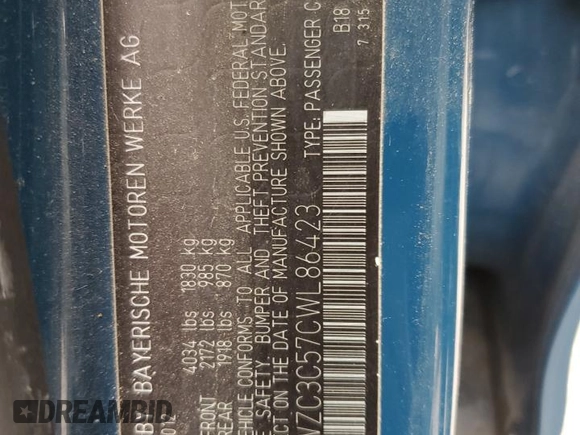 BAYERISCHE MOTOREN WERKE AG
4034 lbs 1830 kg
FRONT 2172 lbs 985 kg
REAR 1918 lbs 870 kg
VEHICLE CONFORMS TO ALL APPLICABLE U.S. FEDERAL MOT
SAFETY, BUMPER AND THEFT PREVENTION STANDAR
ON THE DATE OF MANUFACTURE SHOWN ABOVE.
WZC3C57CWL86423 TYPE: PASSENGER C
B18
7 315
DREAMBID